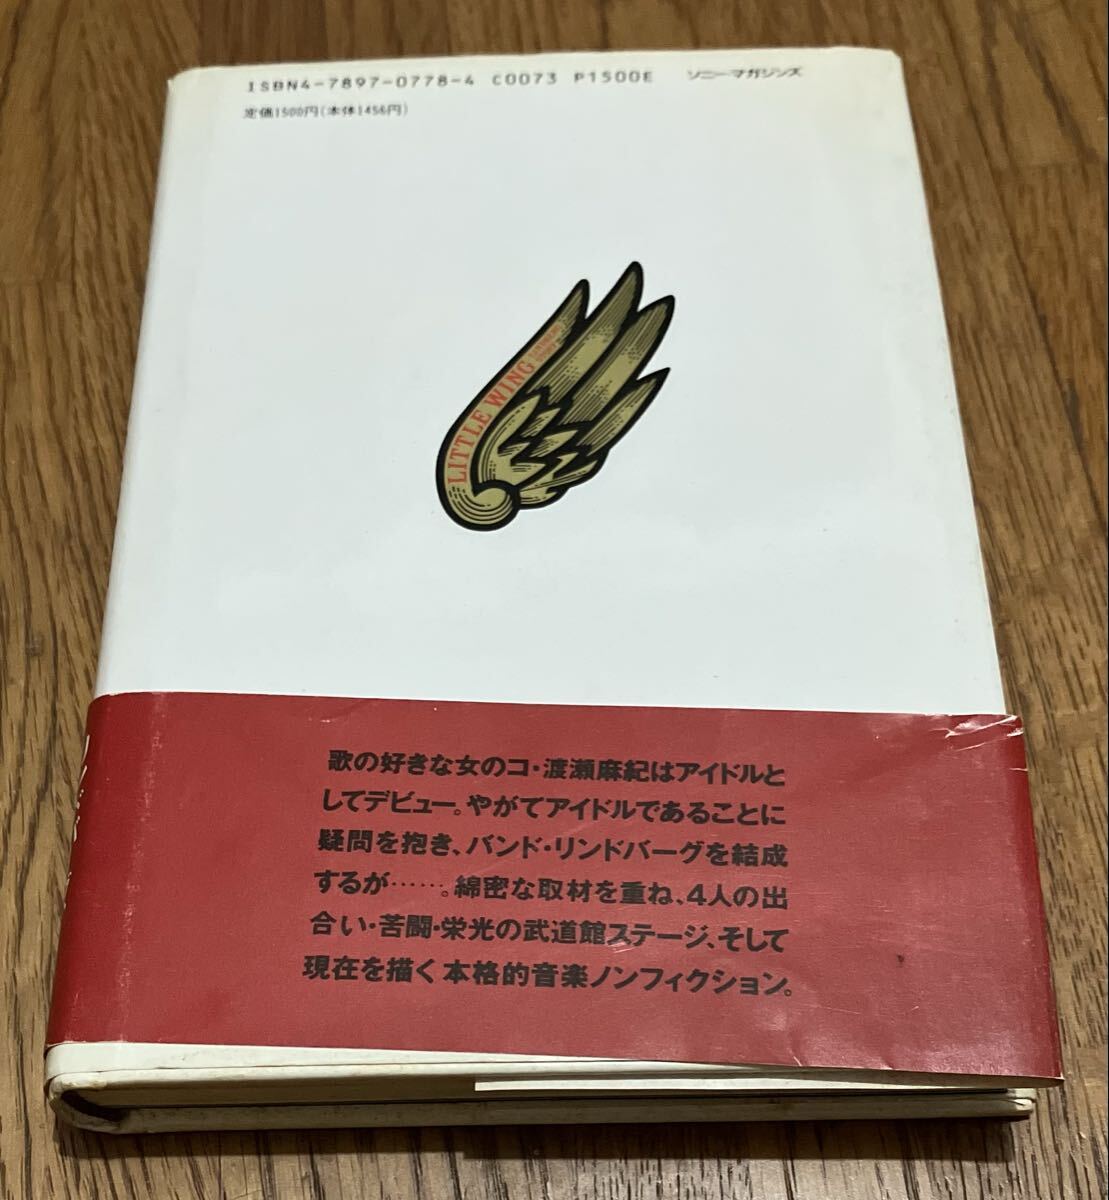 ISBN4-7897-0778-4 C0073 P1500E ソニー・マガジンズ
定価1500円(本体1456円)
LITTLE WING
歌の好きな女のコ・渡瀬麻紀はアイドルと
してデビュー。やがてアイドルであることに
疑問を抱き、バンド・リンドバーグを結成
するが……。綿密な取材を重ね、4人の出
合い・苦闘・栄光の武道館ステージ、そして
現在を描く本格的音楽ノンフィクション。